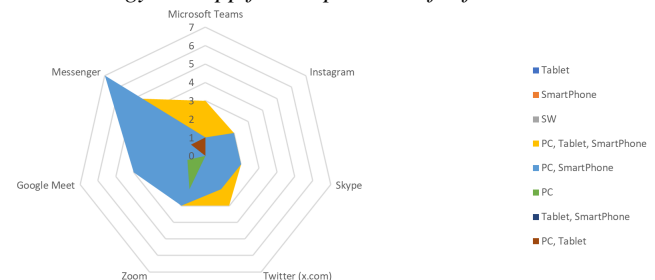 Microsoft Teams
7
6
5
4
3
2
1
0
Messenger
Instagram
Google Meet
Skype
Zoom
Twitter (x.com)
Tablet
SmartPhone
SW
PC, Tablet, SmartPhone
PC, SmartPhone
PC
Tablet, SmartPhone
PC, Tablet